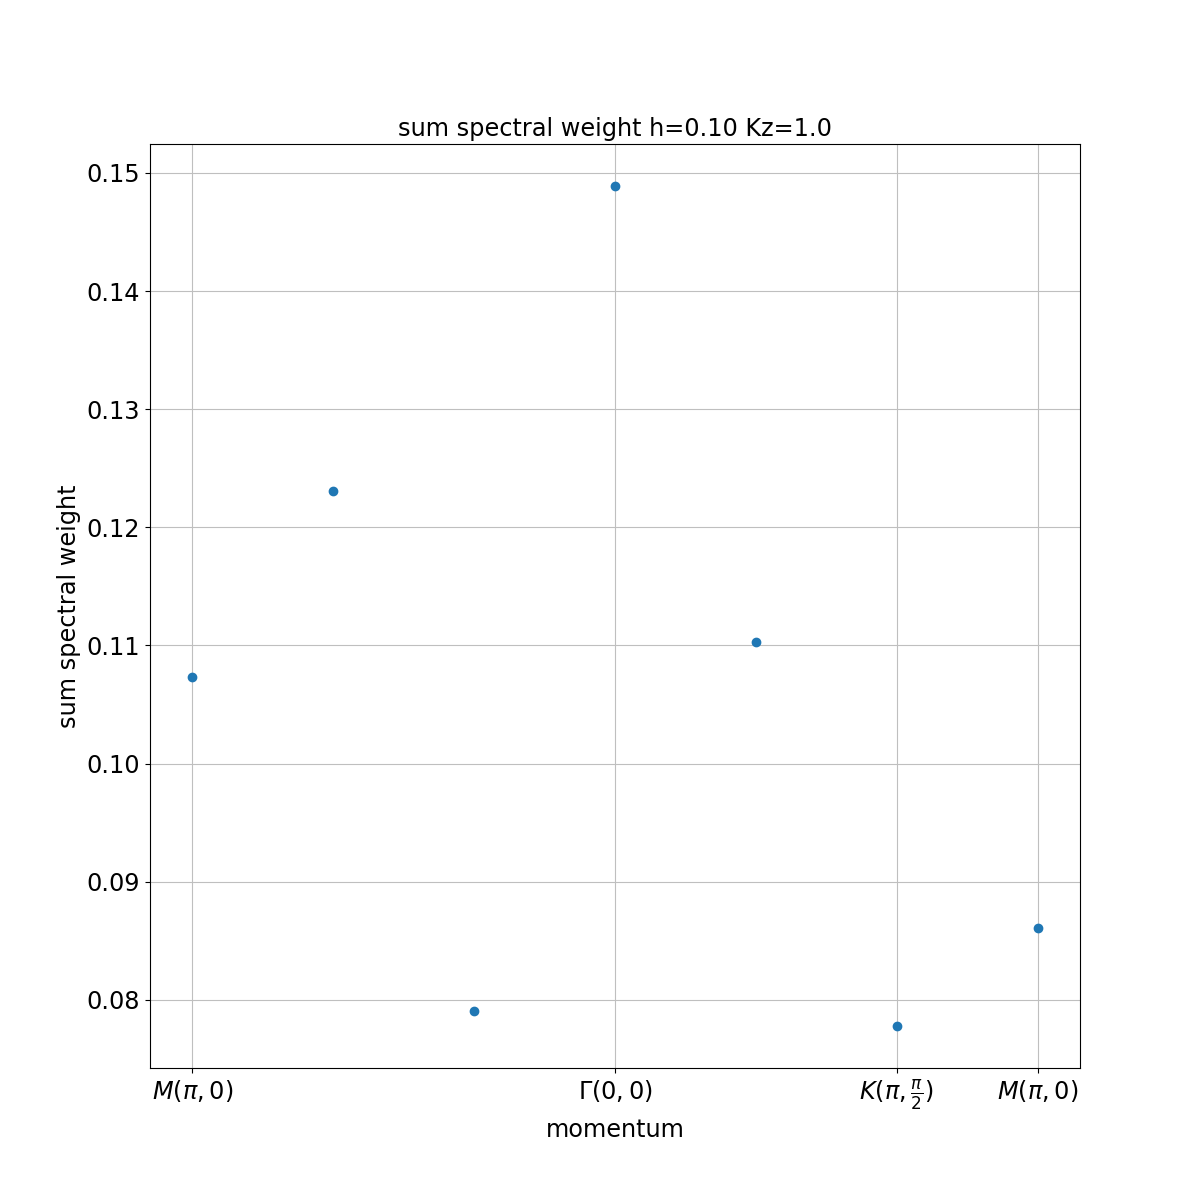 sum spectral weight h=0.10 Kz=1.0
0.15
0.14
0.13
0.12
0.11
0.10
0.09
0.08
sum spectral weight
M(π, 0) Γ(0, 0) K(π, π/2) M(π, 0)
momentum